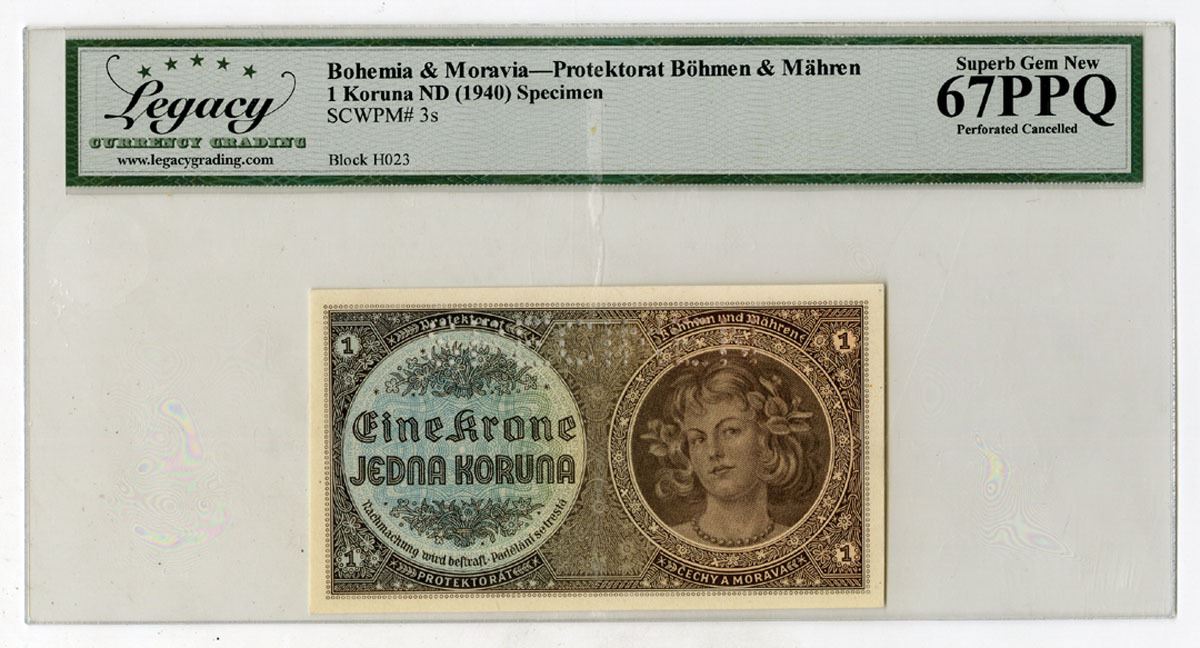 Legacy
CURRENCY GRADING
www.legacygrading.com
Bohemia & Moravia—Protektorat Böhmen & Mähren
1 Koruna ND (1940) Specimen
SCWPM# 3s
Block H023
Superb Gem New
67PPQ
Perforated Cancelled
1
Protektorat
Böhmen und Mähren
1
Eine Krone
JEDNA KORUNA
Nachmachung wird bestraft · Padělání se trestá
1
PROTEKTORÁT
ČECHY A MORAVA
1